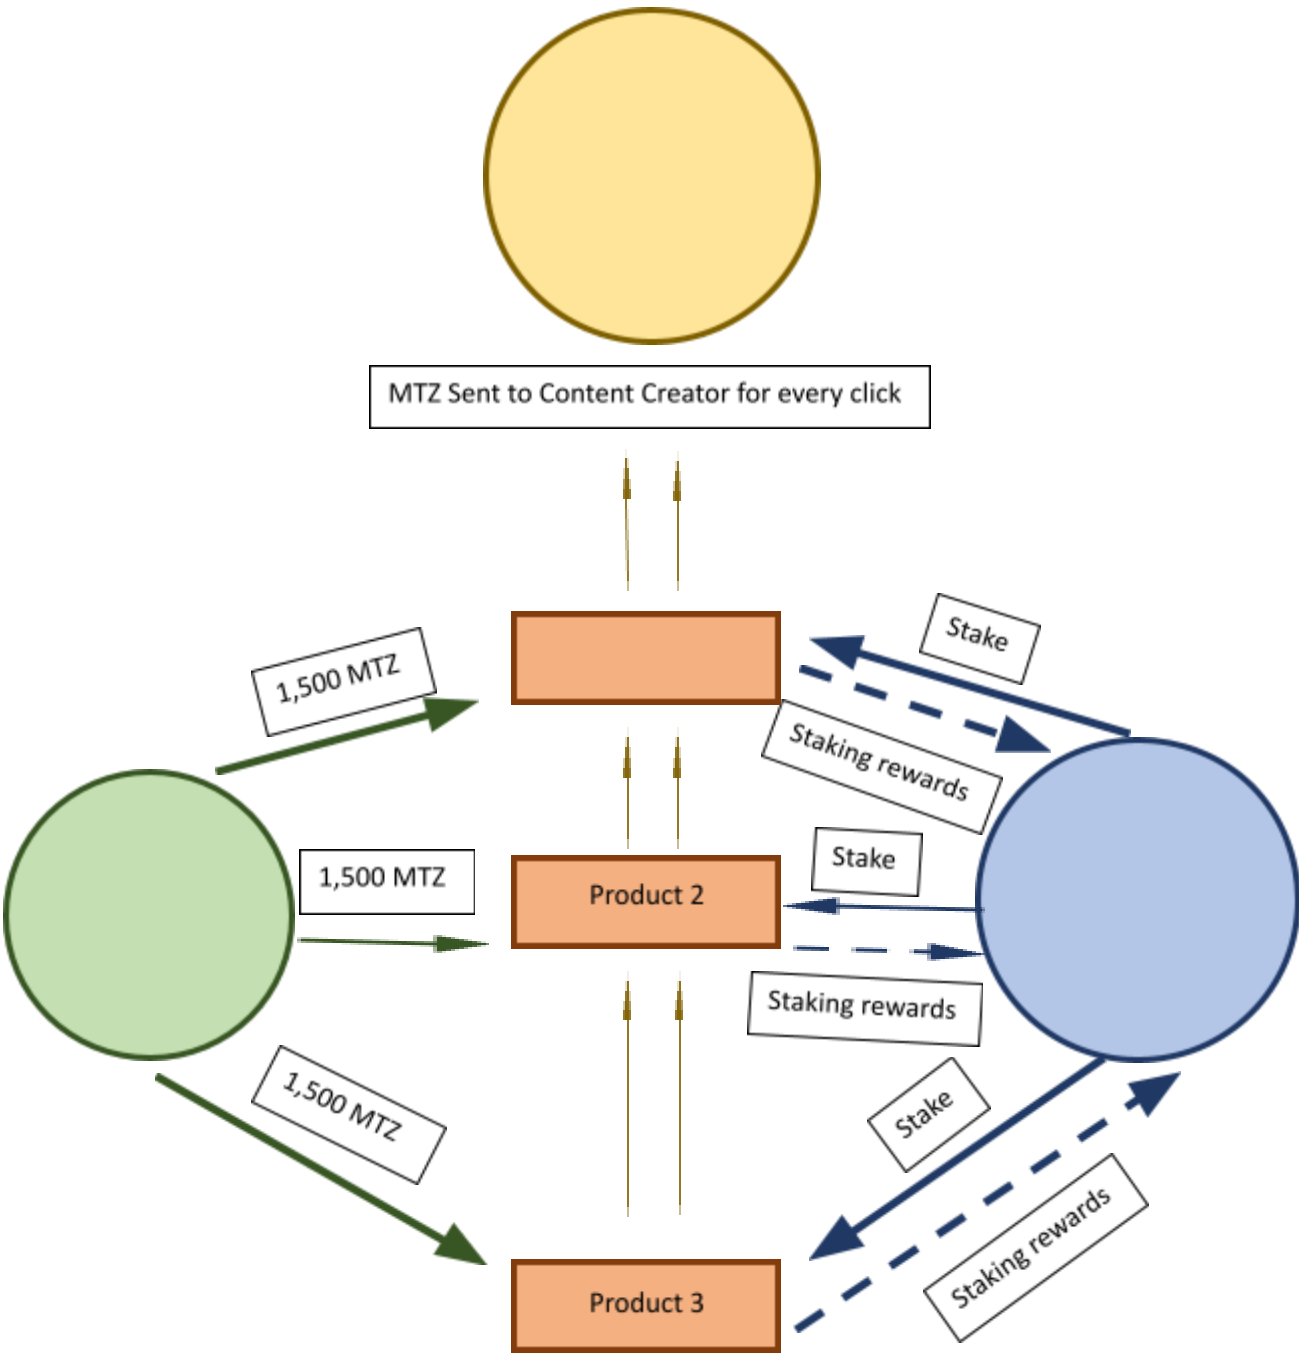 MTZ Sent to Content Creator for every click
Stake
1,500 MTZ
Staking rewards
Stake
1,500 MTZ
Product 2
Staking rewards
Stake
1,500 MTZ
Staking rewards
Product 3